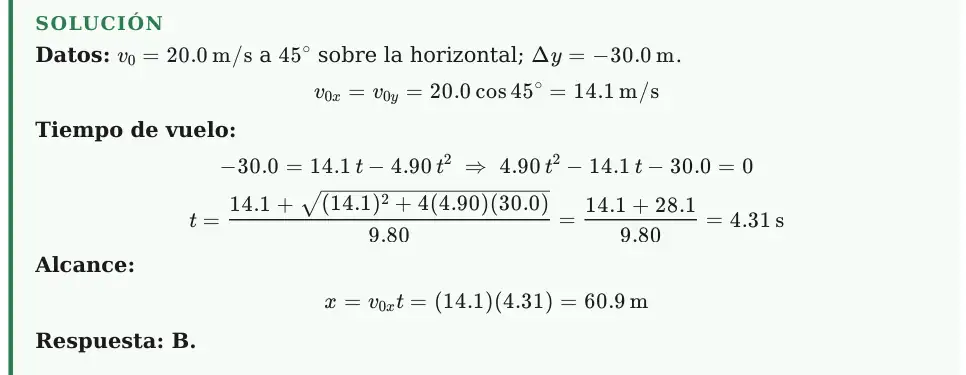 SOLUCIÓN
Datos: v₀ = 20.0 m/s a 45° sobre la horizontal; Δy = −30.0 m.
v₀ₓ = v₀y = 20.0 cos 45° = 14.1 m/s
Tiempo de vuelo:
−30.0 = 14.1 t − 4.90 t² ⇒ 4.90 t² − 14.1 t − 30.0 = 0
t = (14.1 + √((14.1)² + 4(4.90)(30.0))) / 9.80 = (14.1 + 28.1) / 9.80 = 4.31 s
Alcance:
x = v₀ₓt = (14.1)(4.31) = 60.9 m
Respuesta: B.